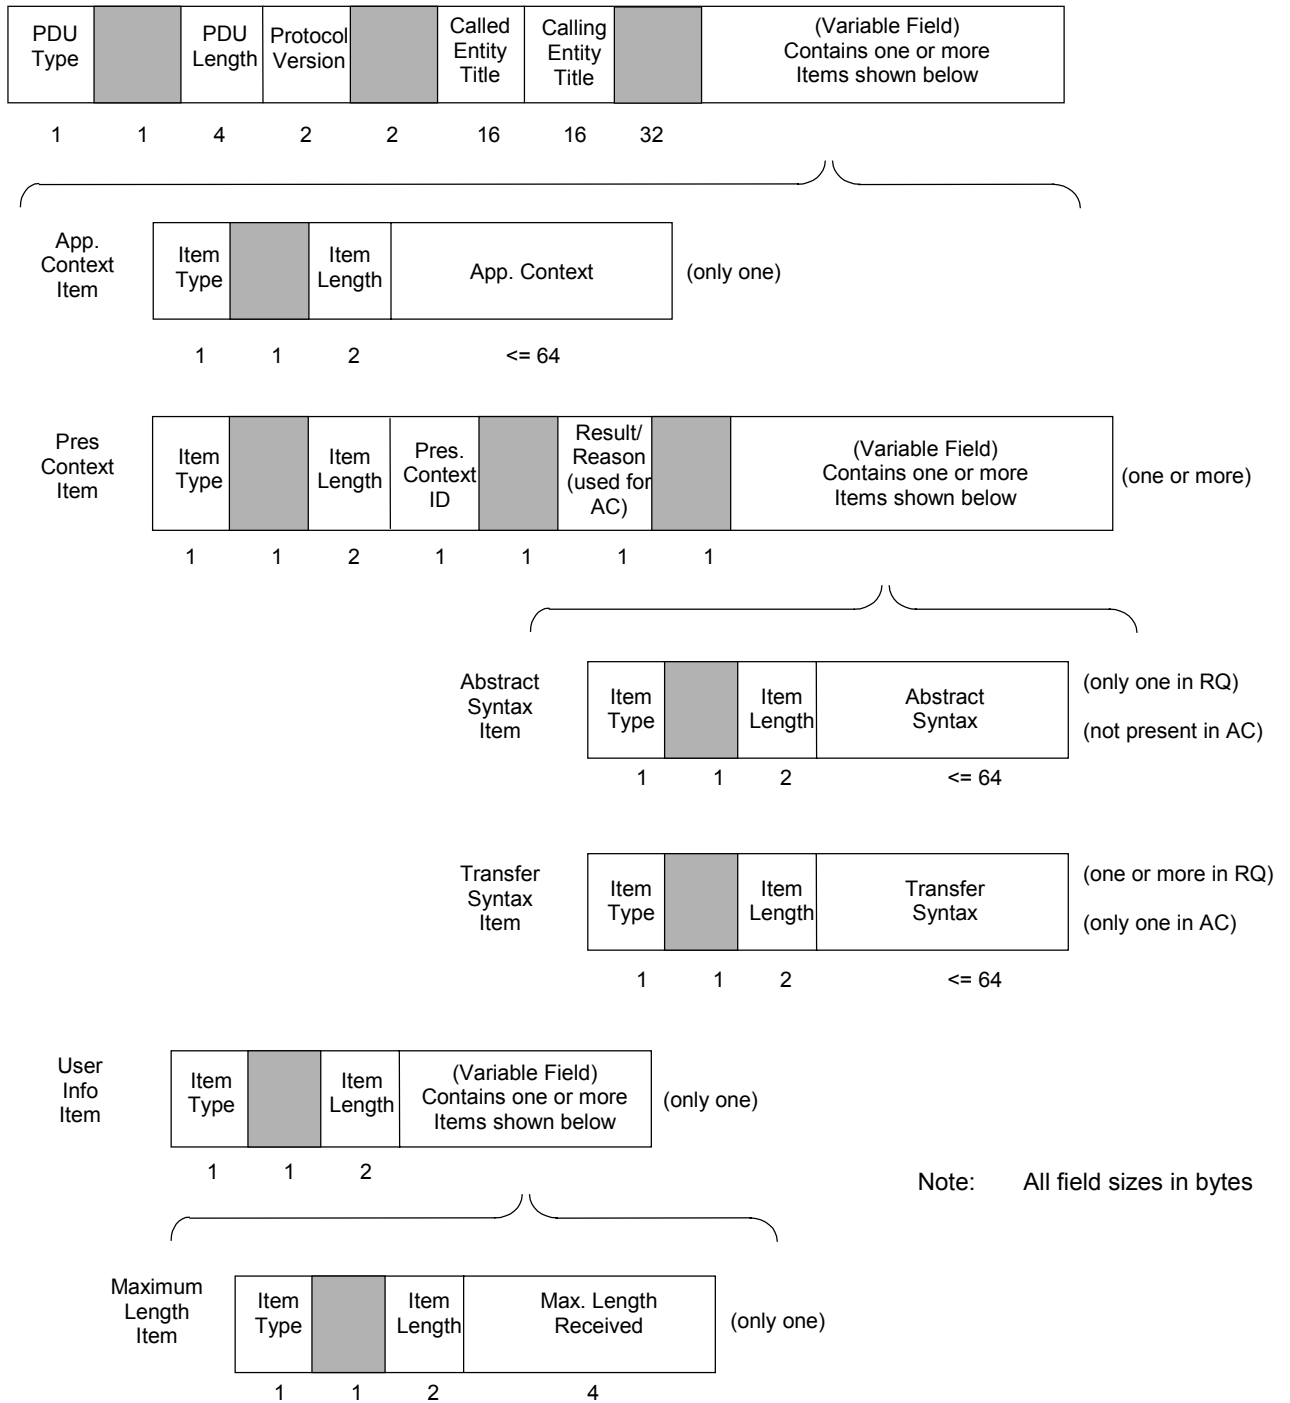 PDU Type
PDU Length
Protocol Version
Called Entity Title
Calling Entity Title
(Variable Field)
Contains one or more
Items shown below
1 1 4 2 2 16 16 32
App.
Context
Item
Item Type
Item Length
App. Context
(only one)
1 1 2 <= 64
Pres
Context
Item
Item Type
Item Length
Pres. Context ID
Result/
Reason
(used for
AC)
(Variable Field)
Contains one or more
Items shown below
(one or more)
1 1 2 1 1 1 1
Abstract
Syntax
Item
Item Type
Item Length
Abstract
Syntax
(only one in RQ)
(not present in AC)
1 1 2 <= 64
Transfer
Syntax
Item
Item Type
Item Length
Transfer
Syntax
(one or more in RQ)
(only one in AC)
1 1 2 <= 64
User
Info
Item
Item Type
Item Length
(Variable Field)
Contains one or more
Items shown below
(only one)
1 1 2
Note: All field sizes in bytes
Maximum
Length
Item
Item Type
Item Length
Max. Length
Received
(only one)
1 1 2 4